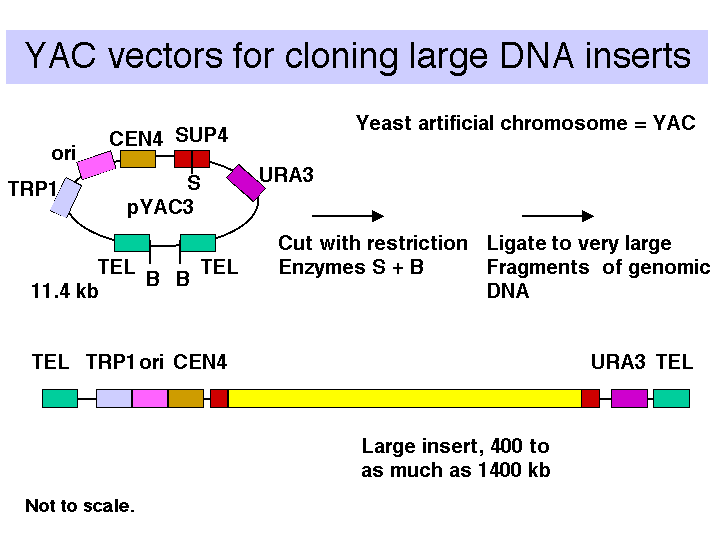 YAC vectors for cloning large DNA inserts
Yeast artificial chromosome = YAC
CEN4 SUP4
ori
TRP1
S
URA3
pYAC3
TEL B B TEL
11.4 kb
Cut with restriction
Enzymes S + B
Ligate to very large
Fragments of genomic
DNA
TEL TRP1 ori CEN4 URA3 TEL
Large insert, 400 to
as much as 1400 kb
Not to scale.